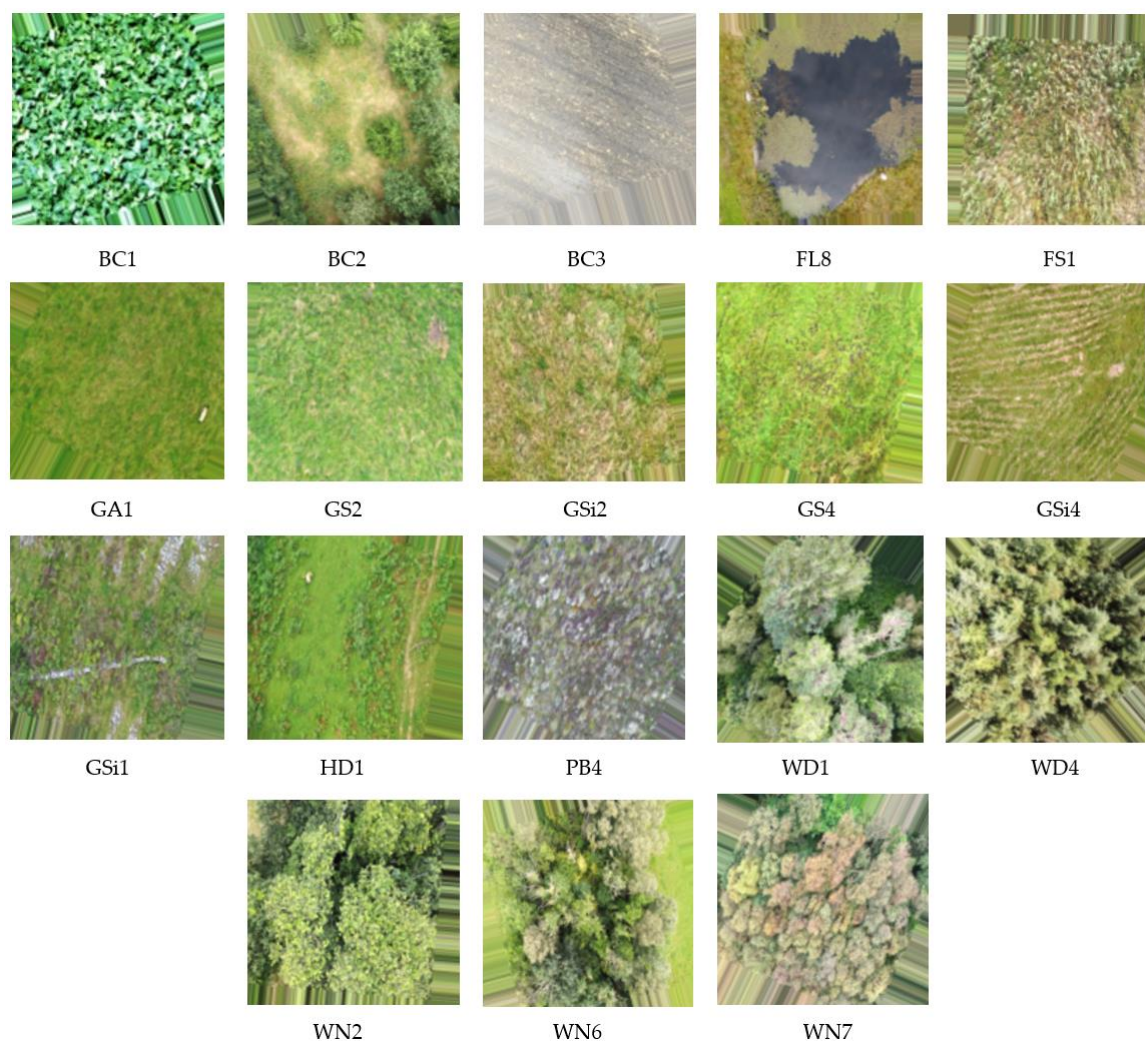 BC1 BC2 BC3 FL8 FS1
GA1 GS2 GSi2 GS4 GSi4
GSi1 HD1 PB4 WD1 WD4
WN2 WN6 WN7